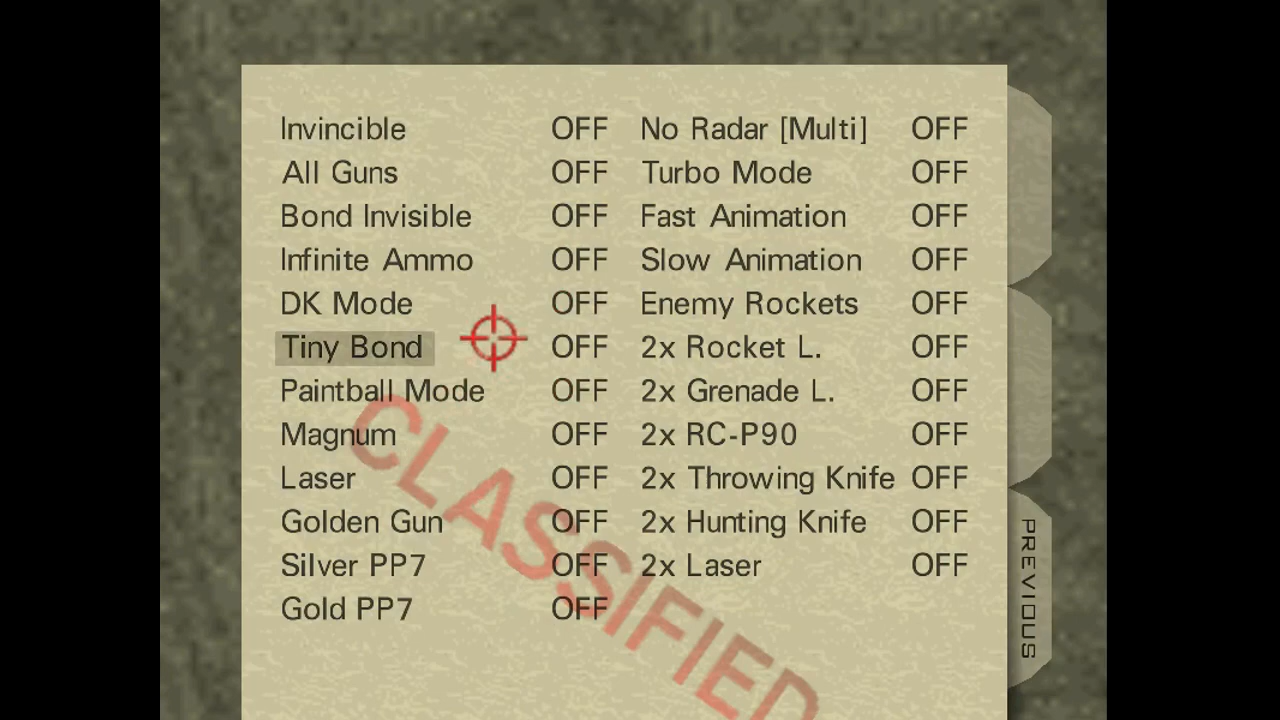 Invincible OFF No Radar [Multi] OFF
All Guns OFF Turbo Mode OFF
Bond Invisible OFF Fast Animation OFF
Infinite Ammo OFF Slow Animation OFF
DK Mode OFF Enemy Rockets OFF
Tiny Bond OFF 2x Rocket L. OFF
Paintball Mode OFF 2x Grenade L. OFF
Magnum OFF 2x RC-P90 OFF
Laser OFF 2x Throwing Knife OFF
Golden Gun OFF 2x Hunting Knife OFF
Silver PP7 OFF 2x Laser OFF
Gold PP7 OFF
CLASSIFIED
PREVIOUS